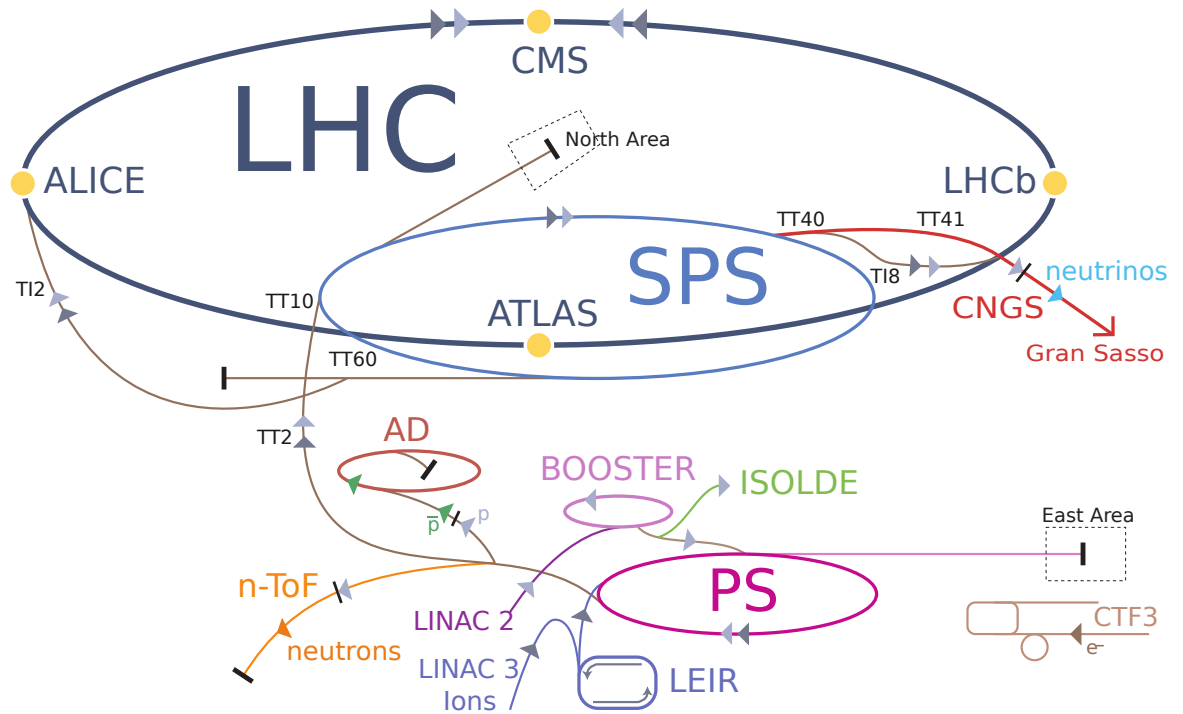 CMS
LHC
North Area
ALICE
LHCb
TT40
TT41
SPS
TI8
neutrinos
TI2
TT10
ATLAS
CNGS
Gran Sasso
TT60
AD
TT2
BOOSTER
ISOLDE
p̅
p
East Area
n-ToF
PS
LINAC 2
CTF3
neutrons
e-
LINAC 3
Ions
LEIR